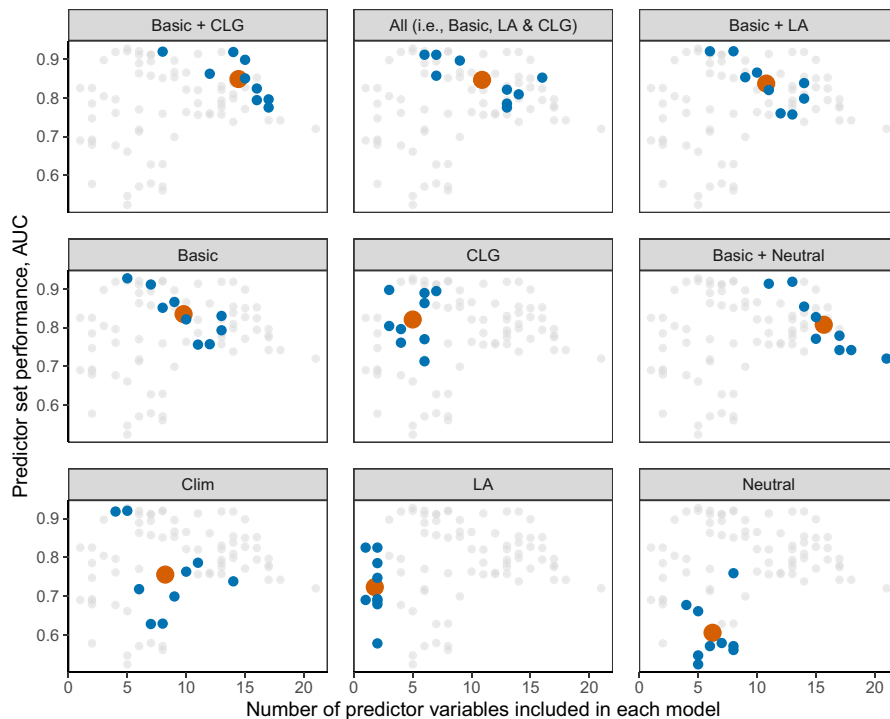 Basic + CLG
All (i.e., Basic, LA & CLG)
Basic + LA
0.9
0.8
0.7
0.6
Basic
CLG
Basic + Neutral
0.9
0.8
0.7
0.6
Predictor set performance, AUC
Clim
LA
Neutral
0.9
0.8
0.7
0.6
0 5 10 15 20 0 5 10 15 20 0 5 10 15 20
Number of predictor variables included in each model